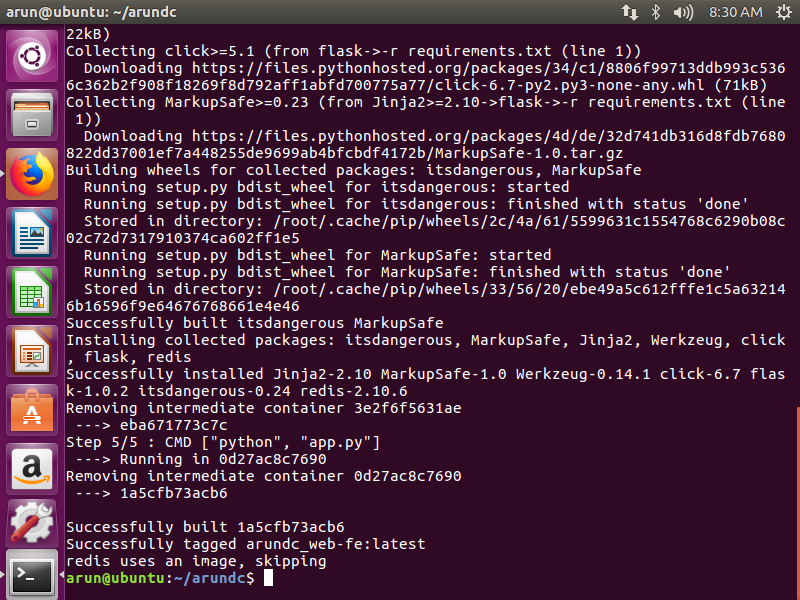 arun@ubuntu: ~/arundc
8:30 AM
22kB)
Collecting click>=5.1 (from flask->-r requirements.txt (line 1))
  Downloading https://files.pythonhosted.org/packages/34/c1/8806f99713ddb993c536
6c362b2f908f18269f8d792aff1abfd700775a77/click-6.7-py2.py3-none-any.whl (71kB)
Collecting MarkupSafe>=0.23 (from Jinja2>=2.10->flask->-r requirements.txt (line
 1))
  Downloading https://files.pythonhosted.org/packages/4d/de/32d741db316d8fdb7680
822dd37001ef7a448255de9699ab4bfcbdf4172b/MarkupSafe-1.0.tar.gz
Building wheels for collected packages: itsdangerous, MarkupSafe
  Running setup.py bdist_wheel for itsdangerous: started
  Running setup.py bdist_wheel for itsdangerous: finished with status 'done'
  Stored in directory: /root/.cache/pip/wheels/2c/4a/61/5599631c1554768c6290b08c
02c72d7317910374ca602ff1e5
  Running setup.py bdist_wheel for MarkupSafe: started
  Running setup.py bdist_wheel for MarkupSafe: finished with status 'done'
  Stored in directory: /root/.cache/pip/wheels/33/56/20/ebe49a5c612fffe1c5a63214
6b16596f9e64676768661e4e46
Successfully built itsdangerous MarkupSafe
Installing collected packages: itsdangerous, MarkupSafe, Jinja2, Werkzeug, click
, flask, redis
Successfully installed Jinja2-2.10 MarkupSafe-1.0 Werkzeug-0.14.1 click-6.7 flas
k-1.0.2 itsdangerous-0.24 redis-2.10.6
Removing intermediate container 3e2f6f5631ae
 ---> eba671773c7c
Step 5/5 : CMD ["python", "app.py"]
 ---> Running in 0d27ac8c7690
Removing intermediate container 0d27ac8c7690
 ---> 1a5cfb73acb6
Successfully built 1a5cfb73acb6
Successfully tagged arundc_web-fe:latest
redis uses an image, skipping
arun@ubuntu:~/arundc$